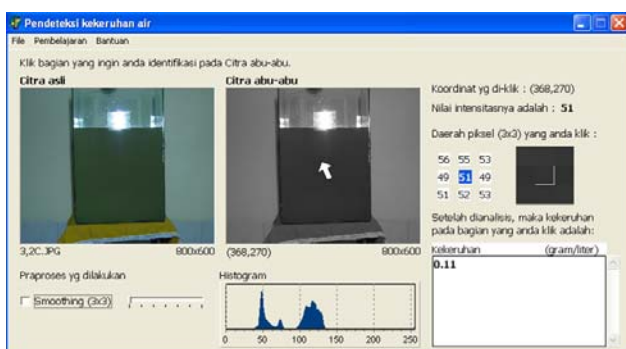 Pendeteksi kekeruhan air
File Pembelajaran Bantuan
Klik bagian yang ingin anda identifikasi pada Citra abu-abu.
Citra asli
Citra abu-abu
3,2C.JPG 800x600
(368,270) 800x600
Koordinat yg di-klik : (368,270)
Nilai intensitasnya adalah : 51
Daerah piksel (3x3) yang anda klik :
56 55 53
49 51 49
51 52 53
Setelah dianalisis, maka kekeruhan
pada bagian yang anda klik adalah:
Kekeruhan (gram/liter)
0.11
Praproses yg dilakukan
Smoothing (3x3)
Histogram
0 50 100 150 200 250